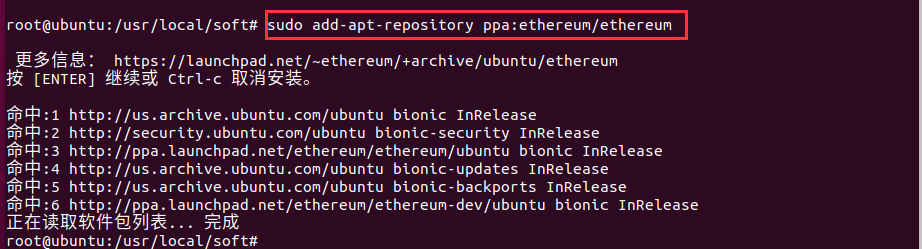 root@ubuntu:/usr/local/soft# sudo add-apt-repository ppa:ethereum/ethereum
更多信息： https://launchpad.net/~ethereum/+archive/ubuntu/ethereum
按 [ENTER] 继续或 Ctrl-c 取消安装。
命中:1 http://us.archive.ubuntu.com/ubuntu bionic InRelease
命中:2 http://security.ubuntu.com/ubuntu bionic-security InRelease
命中:3 http://ppa.launchpad.net/ethereum/ethereum/ubuntu bionic InRelease
命中:4 http://us.archive.ubuntu.com/ubuntu bionic-updates InRelease
命中:5 http://us.archive.ubuntu.com/ubuntu bionic-backports InRelease
命中:6 http://ppa.launchpad.net/ethereum/ethereum-dev/ubuntu bionic InRelease
正在读取软件包列表... 完成
root@ubuntu:/usr/local/soft#